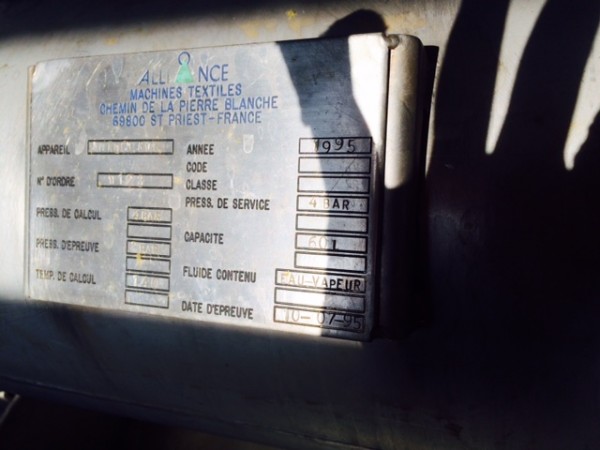 ALLIANCE
MACHINES TEXTILES
CHEMIN DE LA PIERRE BLANCHE
69800 ST PRIEST-FRANCE
APPAREIL
ANNEE 1995
CODE
N° D'ORDRE
CLASSE
PRESS. DE SERVICE 4 BAR
PRESS. DE CALCUL
CAPACITE 60 l
PRESS. D'EPREUVE
FLUIDE CONTENU EAU-VAPEUR
TEMP. DE CALCUL
DATE D'EPREUVE 10-07-95